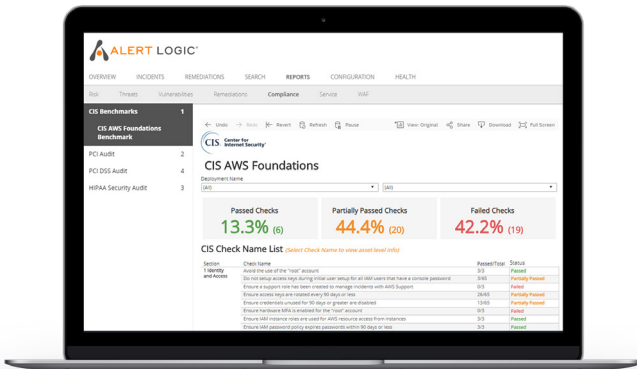 ALERT LOGIC
OVERVIEW INCIDENTS REMEDIATIONS SEARCH REPORTS CONFIGURATION HEALTH
Risk Threats Vulnerabilities Remediations Compliance Service WAF
CIS Benchmarks 1
CIS AWS Foundations
Benchmark
PCI Audit 2
PCI DSS Audit 4
HIPAA Security Audit 3
← Undo → Redo Revert Refresh Pause View: Original Share Download Full Screen
CIS. Center for
Internet Security®
CIS AWS Foundations
Deployment Name
(All) (All)
Passed Checks Partially Passed Checks Failed Checks
13.3% (6) 44.4% (20) 42.2% (19)
CIS Check Name List (Select Check Name to view asset level info)
Section Check Name Passed/Total Status
1 Identity Avoid the use of the "root" account 3/3 Passed
and Access Do not setup access keys during initial user setup for all IAM users that have a console password 3/65 Partially Passed
Ensure a support role has been created to manage incidents with AWS Support 0/3 Failed
Ensure access keys are rotated every 90 days or less 26/65 Partially Passed
Ensure credentials unused for 90 days or greater are disabled 13/65 Partially Passed
Ensure hardware MFA is enabled for the "root" account 0/3 Failed
Ensure IAM instance roles are used for AWS resource access from instances 3/3 Passed
Ensure IAM password policy expires passwords within 90 days or less 3/3 Passed